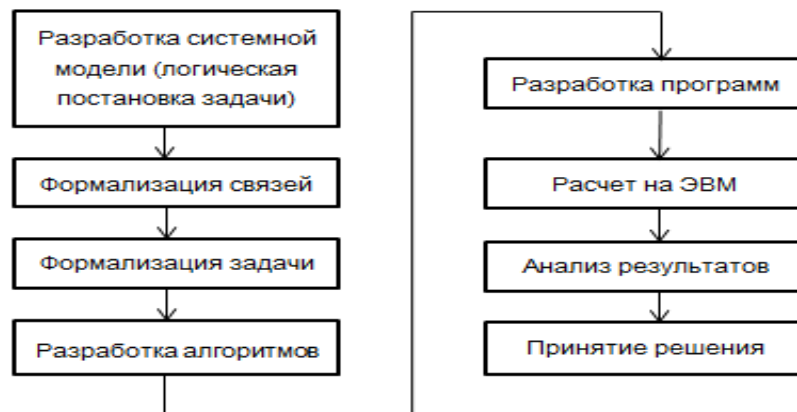 Разработка системной
модели (логическая
постановка задачи)
Формализация связей
Формализация задачи
Разработка алгоритмов
Разработка программ
Расчет на ЭВМ
Анализ результатов
Принятие решения